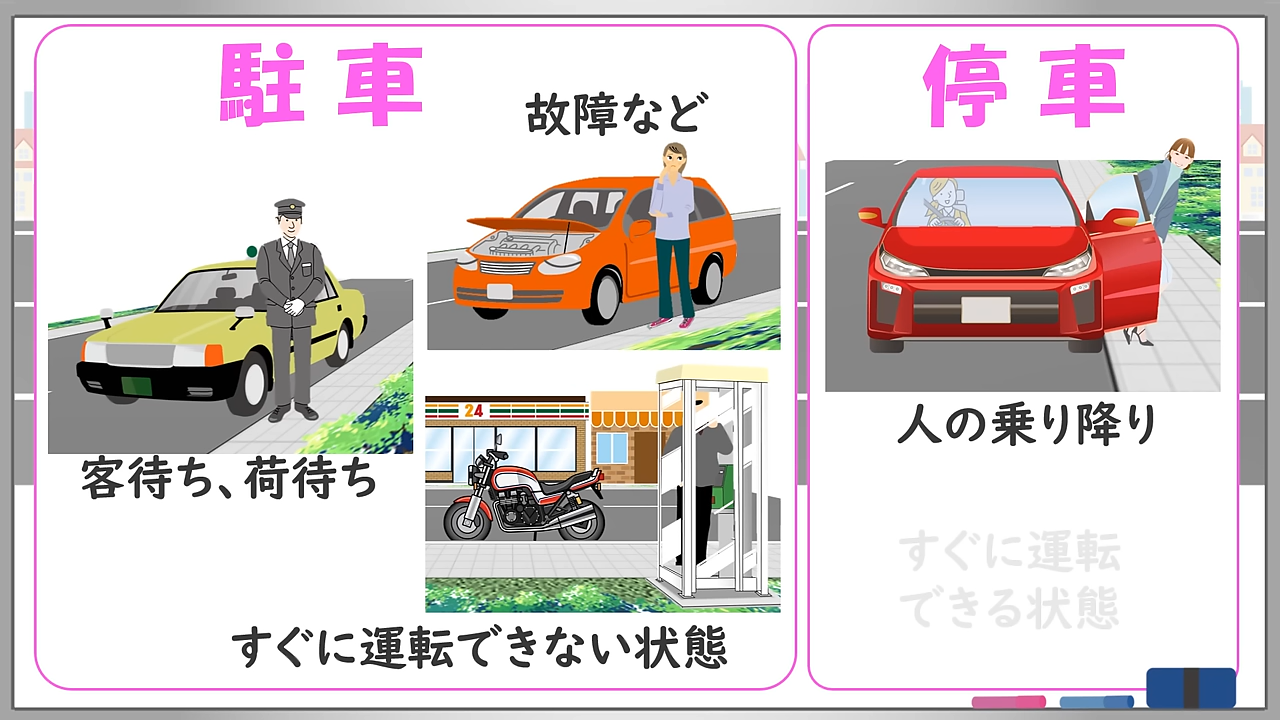 駐車
故障など
客待ち、荷待ち
24
すぐに運転できない状態
停車
人の乗り降り
すぐに運転
できる状態